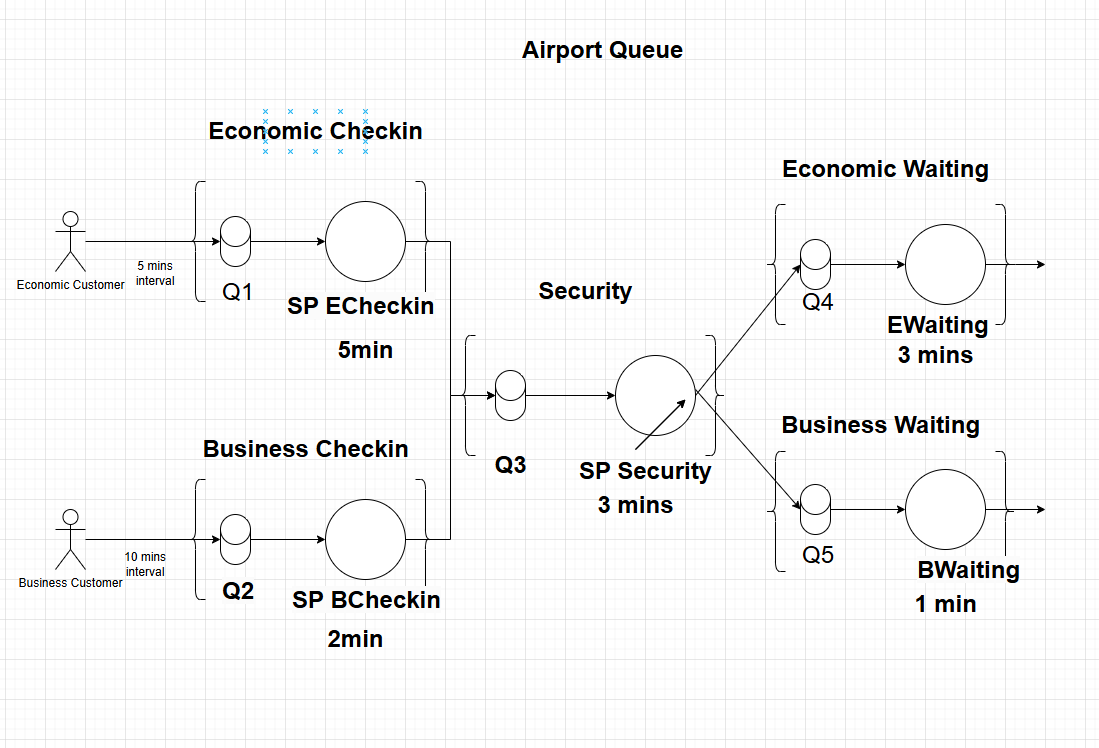 Airport Queue
Economic Checkin
Economic Customer
5 mins
interval
Q1
SP ECheckin
5min
Business Checkin
Business Customer
10 mins
interval
Q2
SP BCheckin
2min
Security
Q3
SP Security
3 mins
Economic Waiting
Q4
EWaiting
3 mins
Business Waiting
Q5
BWaiting
1 min